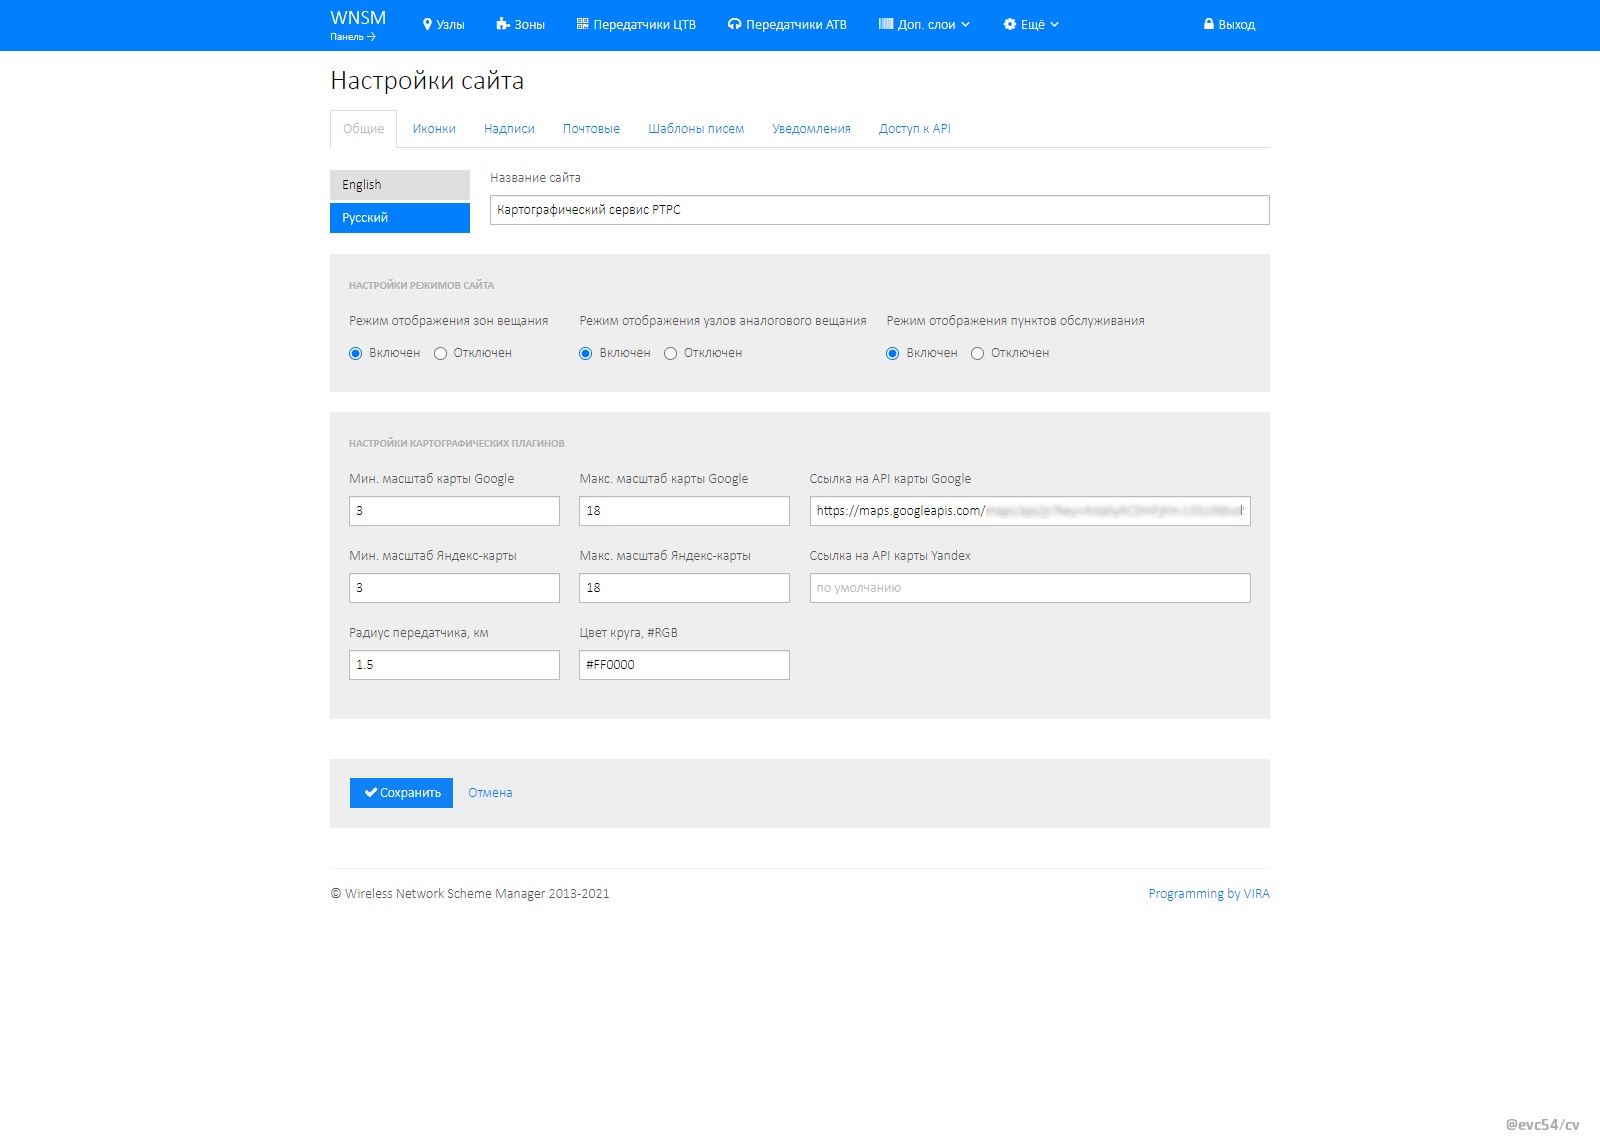 WNSM
Панель →
Узлы
Зоны
Передатчики ЦТВ
Передатчики АТВ
Доп. слои
Ещё
Выход
Настройки сайта
Общие
Иконки
Надписи
Почтовые
Шаблоны писем
Уведомления
Доступ к API
English
Русский
Название сайта
Картографический сервис РТРС
НАСТРОЙКИ РЕЖИМОВ САЙТА
Режим отображения зон вещания
Режим отображения узлов аналогового вещания
Режим отображения пунктов обслуживания
Включен
Отключен
Включен
Отключен
Включен
Отключен
НАСТРОЙКИ КАРТОГРАФИЧЕСКИХ ПЛАГИНОВ
Мин. масштаб карты Google
Макс. масштаб карты Google
Ссылка на API карты Google
3
18
https://maps.googleapis.com/
Мин. масштаб Яндекс-карты
Макс. масштаб Яндекс-карты
Ссылка на API карты Yandex
3
18
по умолчанию
Радиус передатчика, км
Цвет круга, #RGB
1.5
#FF0000
Сохранить
Отмена
© Wireless Network Scheme Manager 2013-2021
Programming by VIRA
@evc54/cv